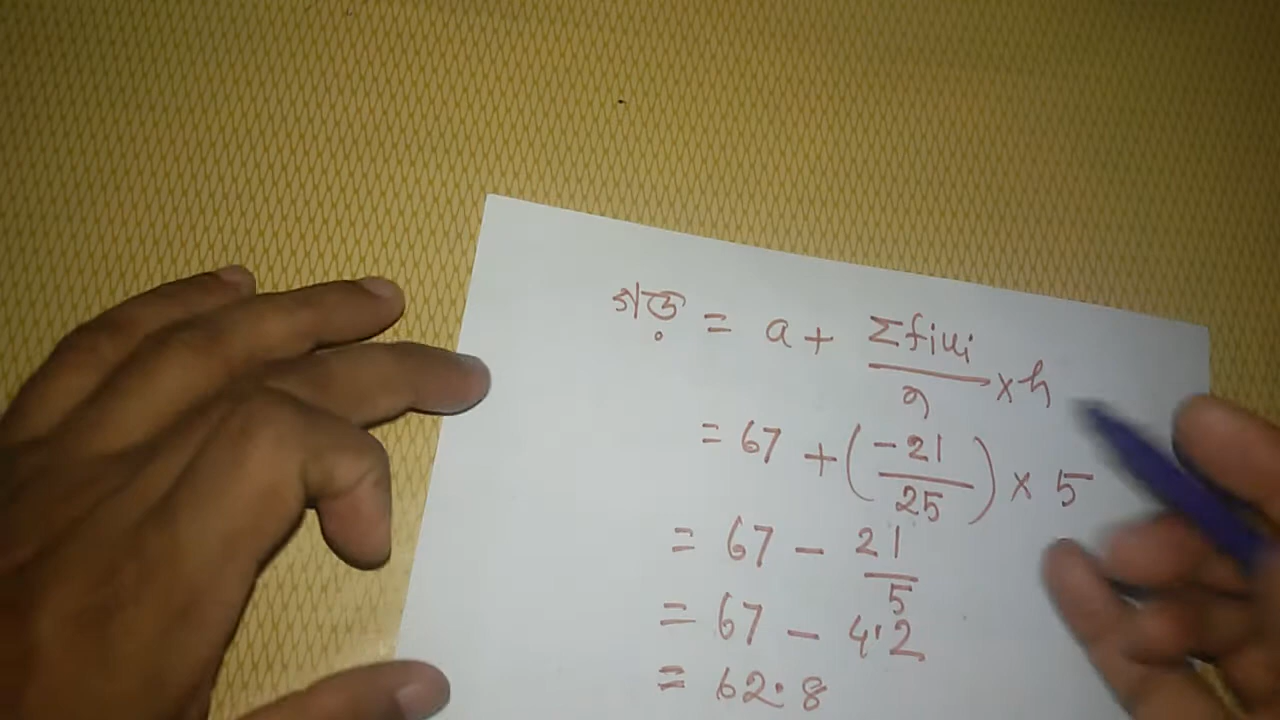 গড় = a + Σfiui/n × h
= 67 + (-21/25) × 5
= 67 - 21/5
= 67 - 4.2
= 62.8